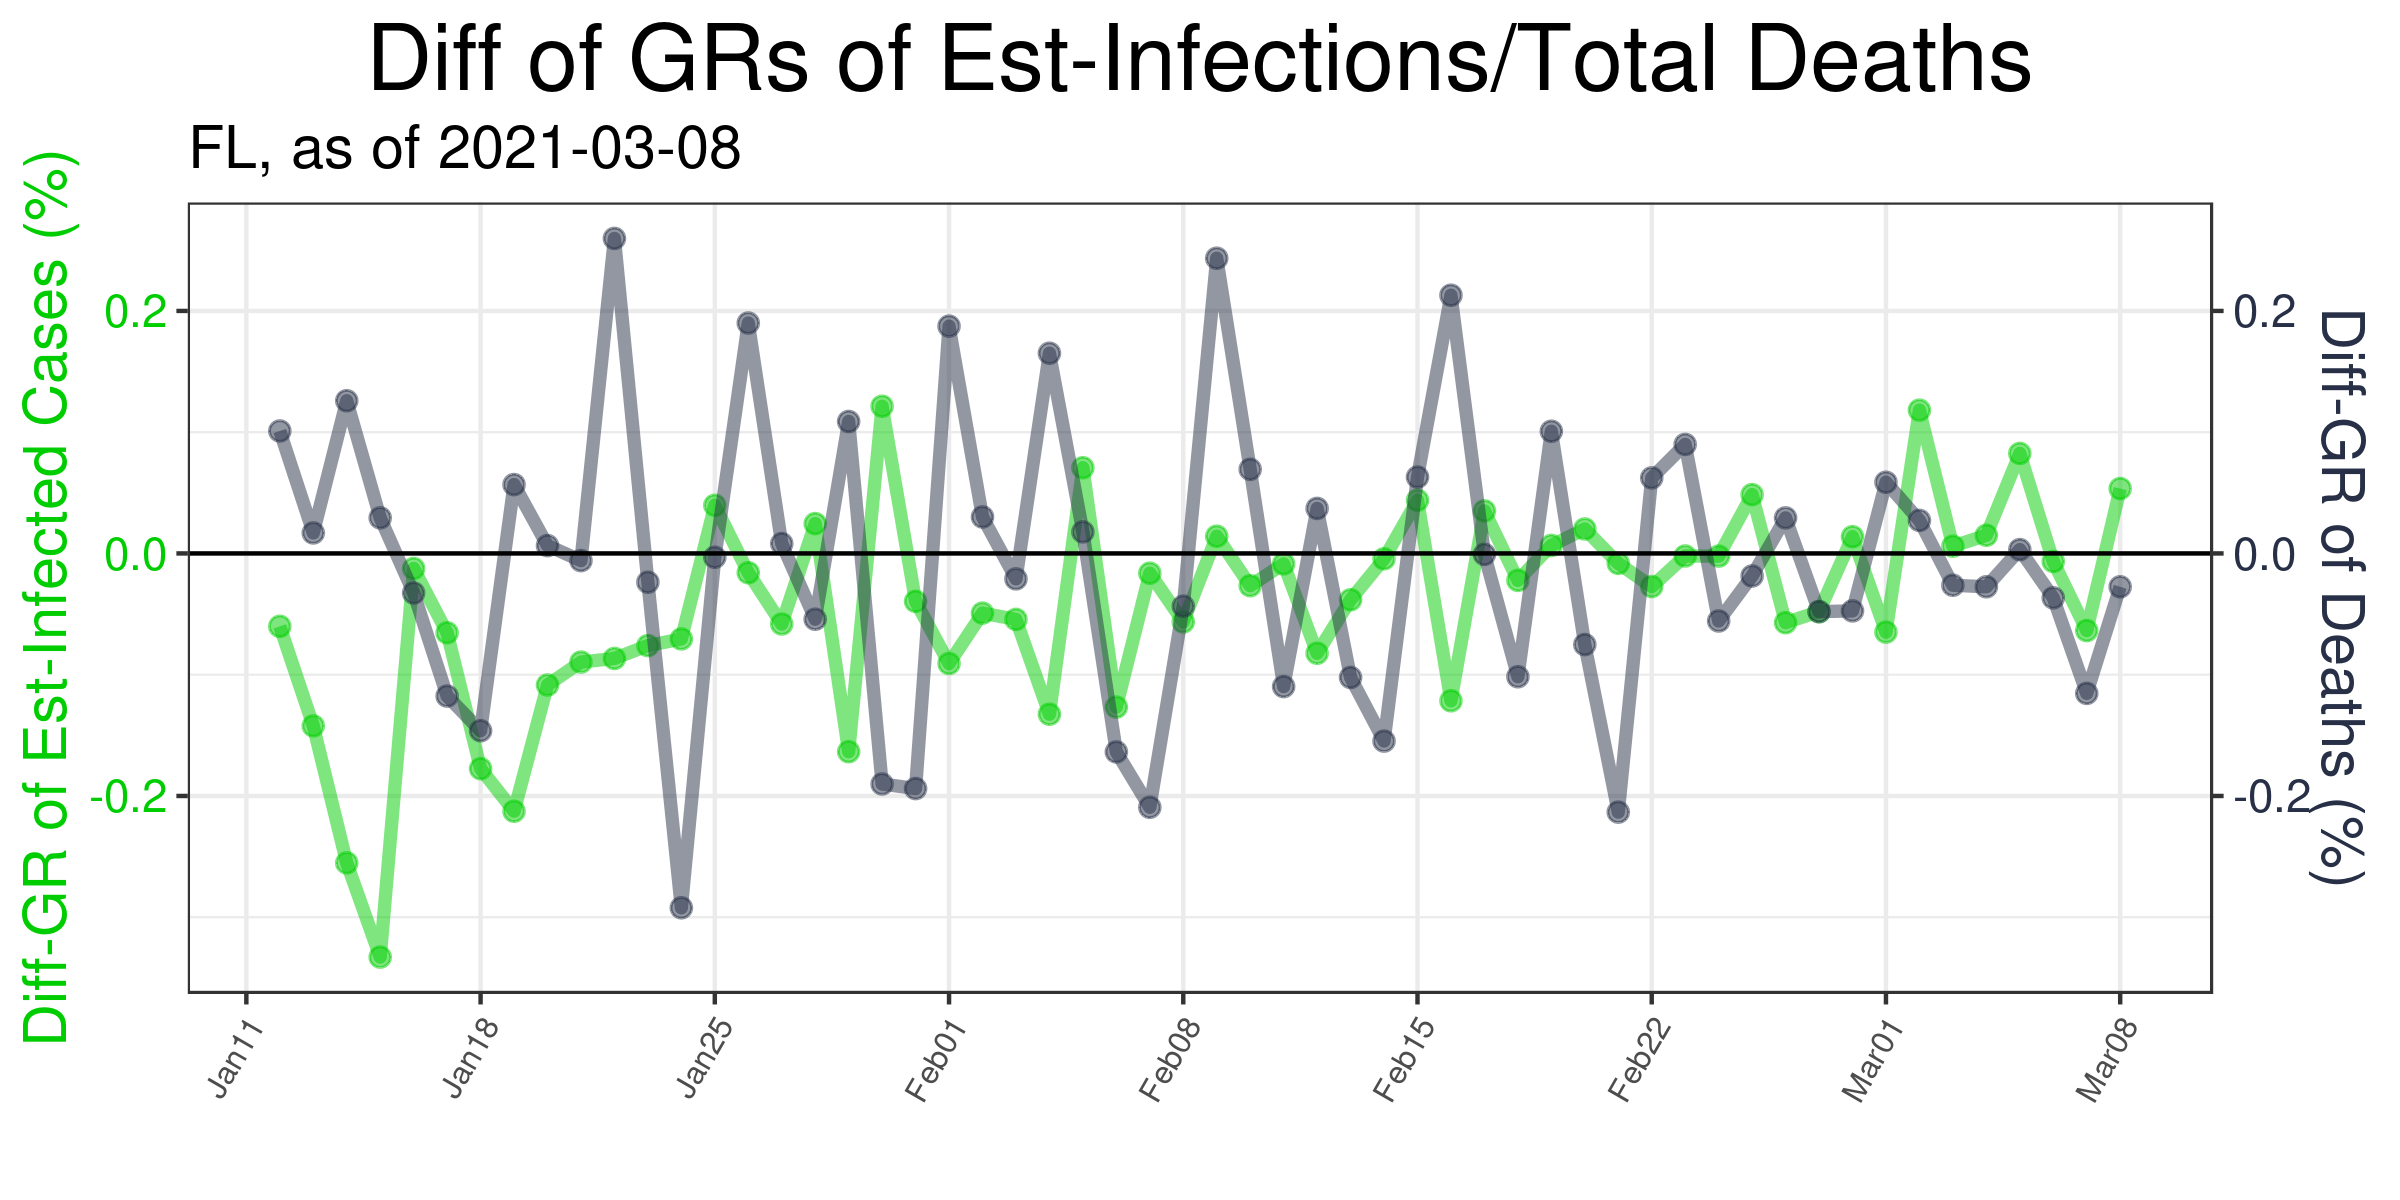 Diff of GRs of Est-Infections/Total Deaths
FL, as of 2021-03-08
Diff-GR of Est-Infected Cases (%)
0.2
0.0
-0.2
0.2
0.0
-0.2
Diff-GR of Deaths (%)
Jan11
Jan18
Jan25
Feb01
Feb08
Feb15
Feb22
Mar01
Mar08